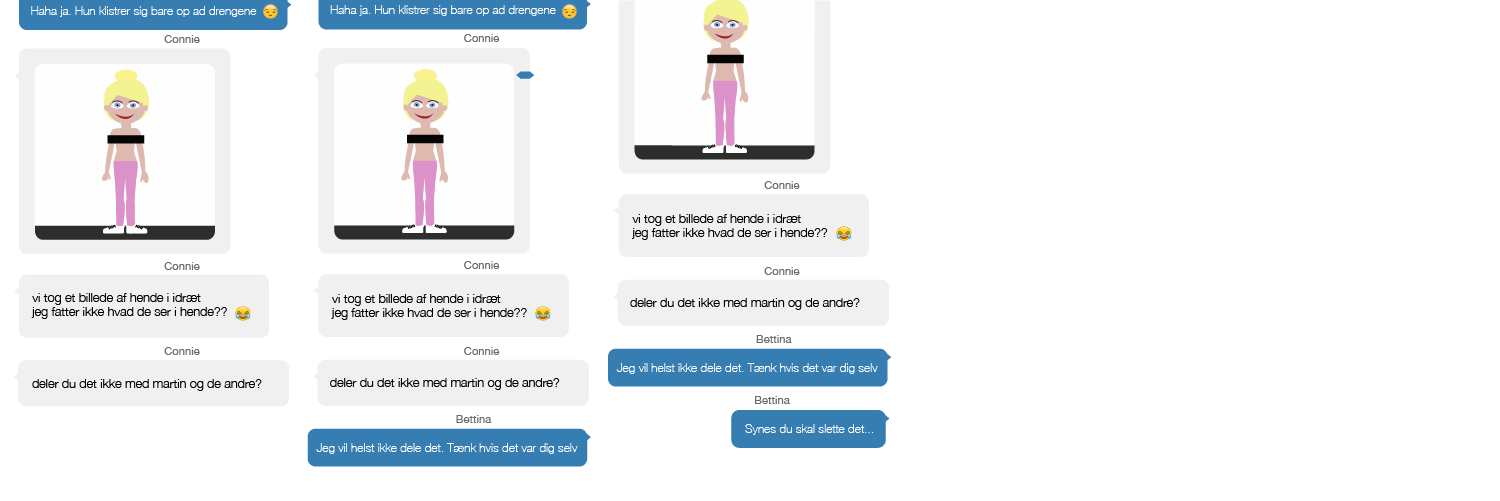 Haha ja. Hun klistrer sig bare op ad drengene 😒
Connie
Connie
vi tog et billede af hende i idræt
jeg fatter ikke hvad de ser i hende?? 😂
Connie
deler du det ikke med martin og de andre?
Haha ja. Hun klistrer sig bare op ad drengene 😒
Connie
Connie
vi tog et billede af hende i idræt
jeg fatter ikke hvad de ser i hende?? 😂
Connie
deler du det ikke med martin og de andre?
Bettina
Jeg vil helst ikke dele det. Tænk hvis det var dig selv
Connie
vi tog et billede af hende i idræt
jeg fatter ikke hvad de ser i hende?? 😂
Connie
deler du det ikke med martin og de andre?
Bettina
Jeg vil helst ikke dele det. Tænk hvis det var dig selv
Bettina
Synes du skal slette det...